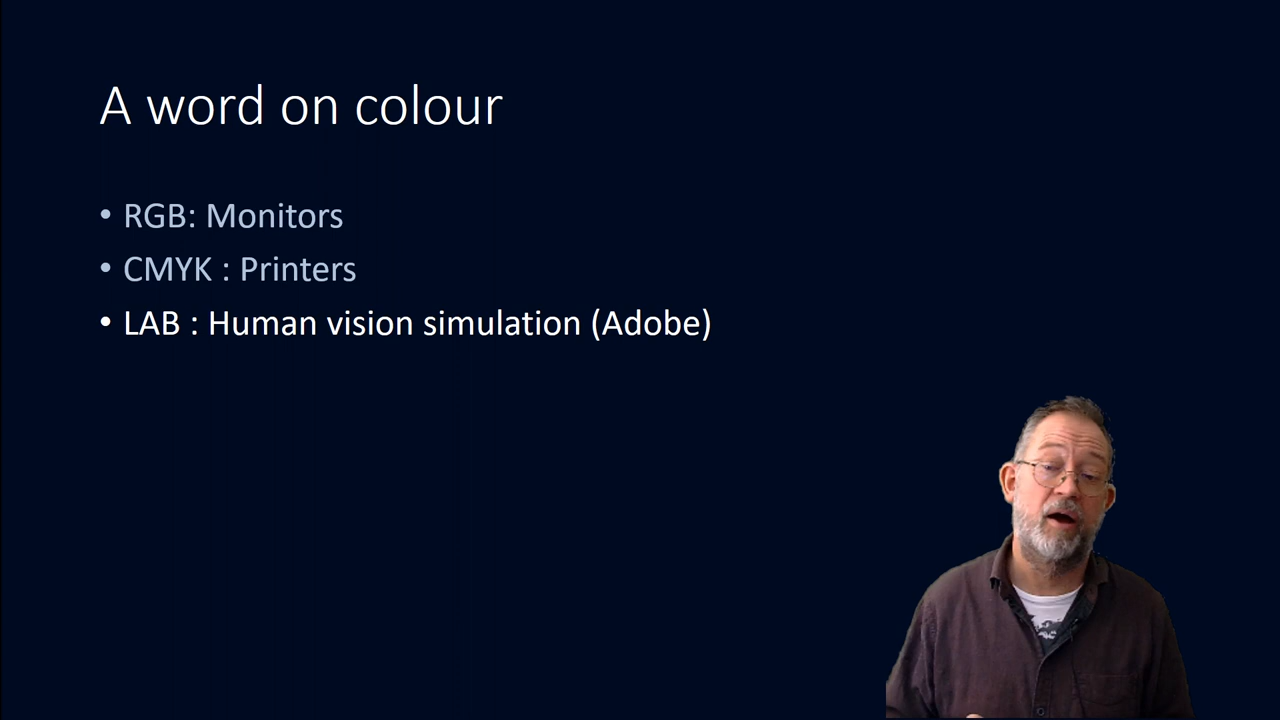 A word on colour
• RGB: Monitors
• CMYK : Printers
• LAB : Human vision simulation (Adobe)